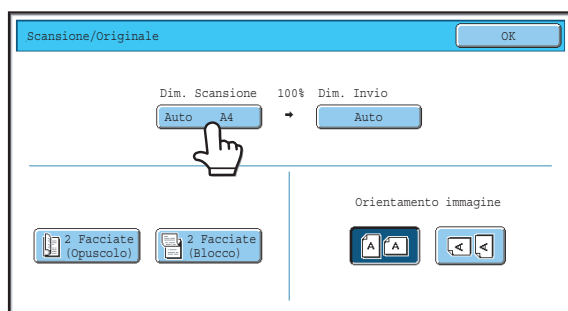 Scansione/Originale
OK
Dim. Scansione 100% Dim. Invio
Auto A4 → Auto
Orientamento immagine
2 Facciate (Opuscolo)
2 Facciate (Blocco)
A A
A A